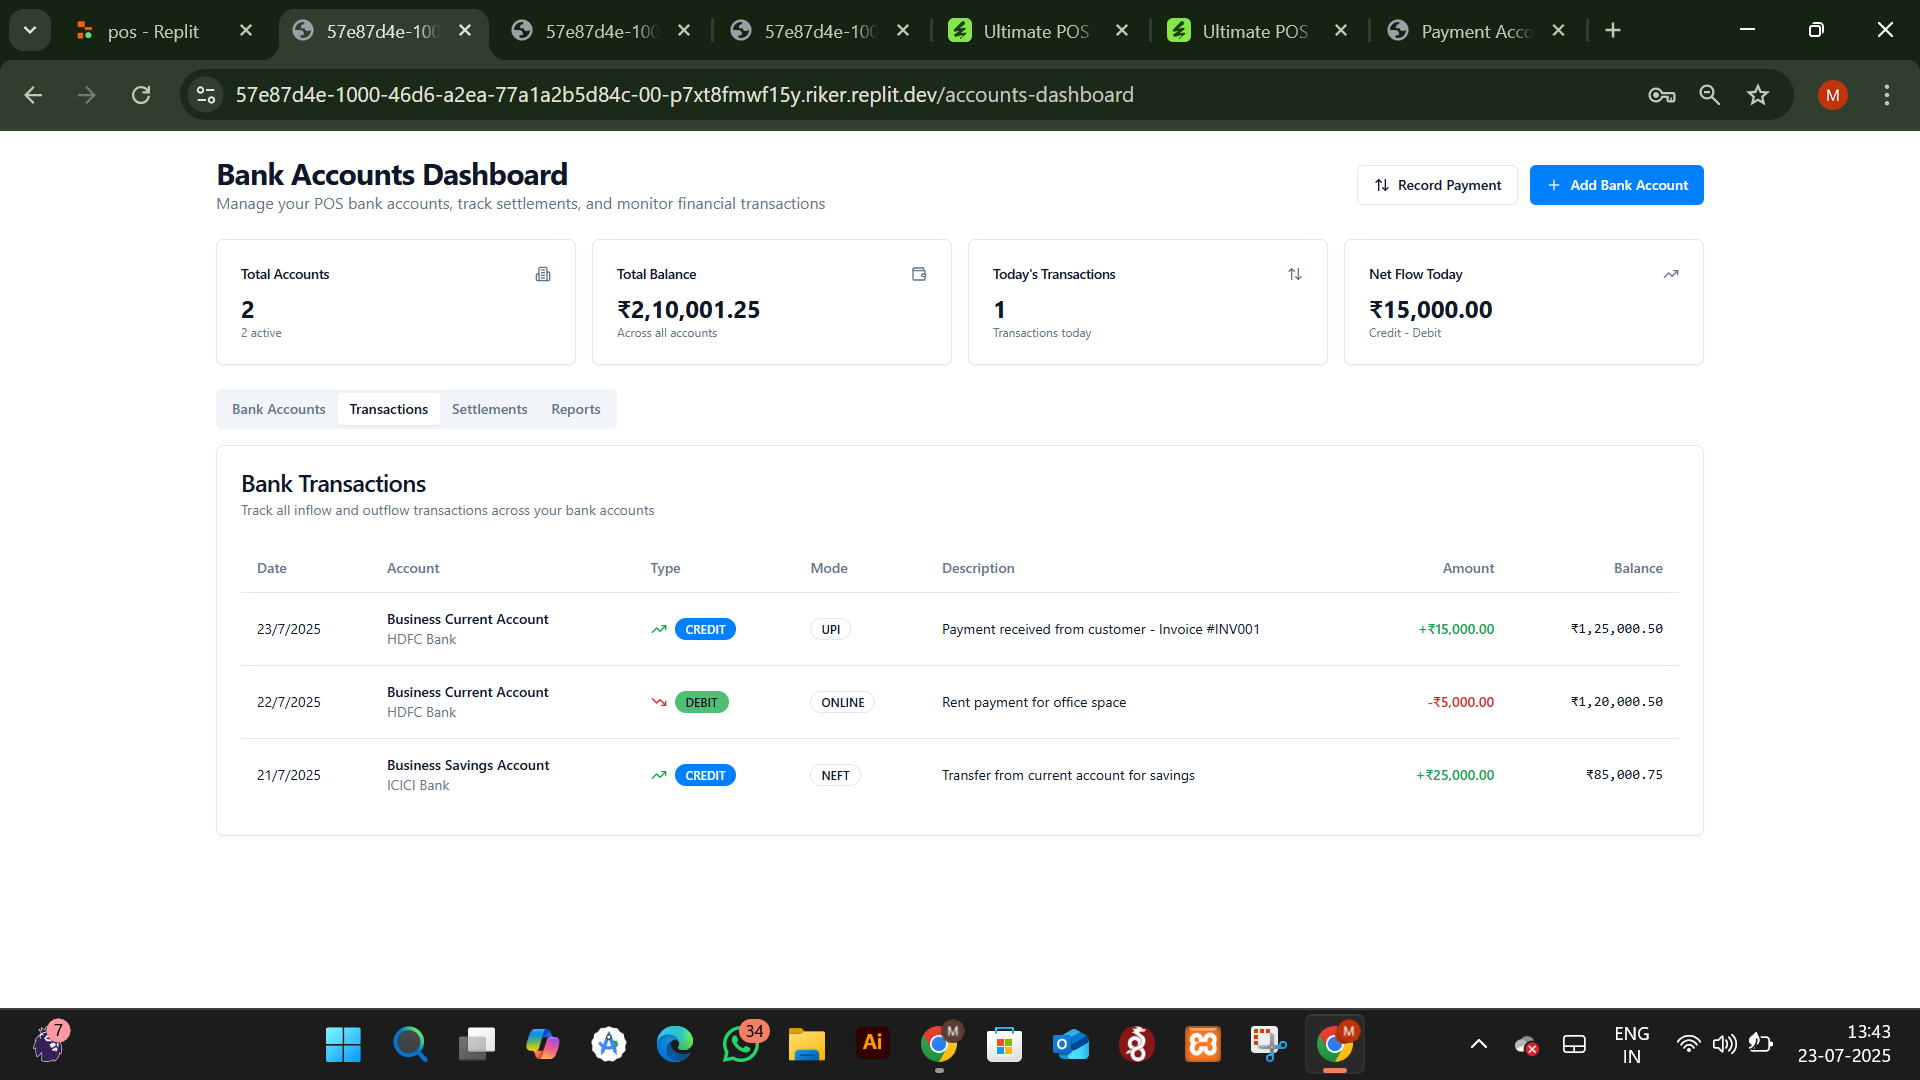 pos - Replit
57e87d4e-100
57e87d4e-100
57e87d4e-100
Ultimate POS
Ultimate POS
Payment Acco
57e87d4e-1000-46d6-a2ea-77a1a2b5d84c-00-p7xt8fmwf15y.riker.replit.dev/accounts-dashboard
M
Bank Accounts Dashboard
Manage your POS bank accounts, track settlements, and monitor financial transactions
Record Payment
+ Add Bank Account
Total Accounts
2
2 active
Total Balance
₹2,10,001.25
Across all accounts
Today's Transactions
1
Transactions today
Net Flow Today
₹15,000.00
Credit - Debit
Bank Accounts Transactions Settlements Reports
Bank Transactions
Track all inflow and outflow transactions across your bank accounts
Date Account Type Mode Description Amount Balance
23/7/2025 Business Current Account HDFC Bank CREDIT UPI Payment received from customer - Invoice #INV001 +₹15,000.00 ₹1,25,000.50
22/7/2025 Business Current Account HDFC Bank DEBIT ONLINE Rent payment for office space -₹5,000.00 ₹1,20,000.50
21/7/2025 Business Savings Account ICICI Bank CREDIT NEFT Transfer from current account for savings +₹25,000.00 ₹85,000.75
7
34
Ai
M
M
ENG
IN
13:43
23-07-2025